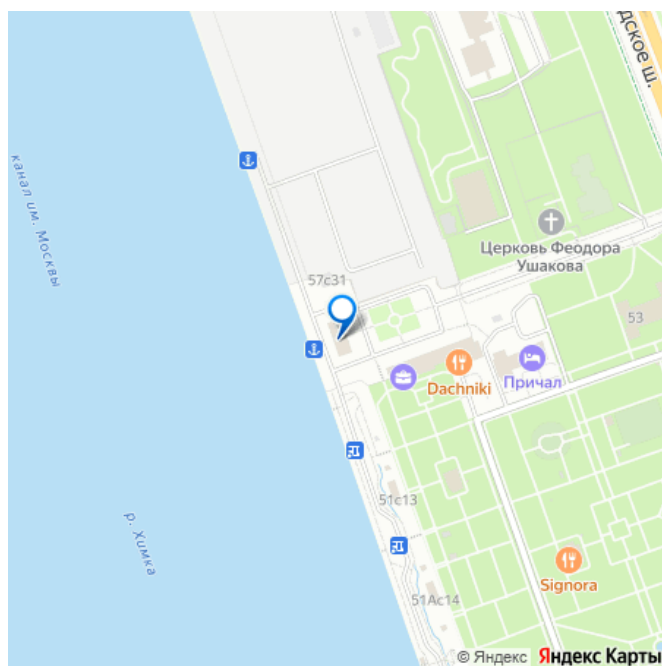 дское ш.
канал им. Москвы
Церковь Феодора
Ушакова
57с31
53
Dachniki
Причал
51с13
р. Химка
Signora
51Ас14
© Яндекс Яндекс Карты